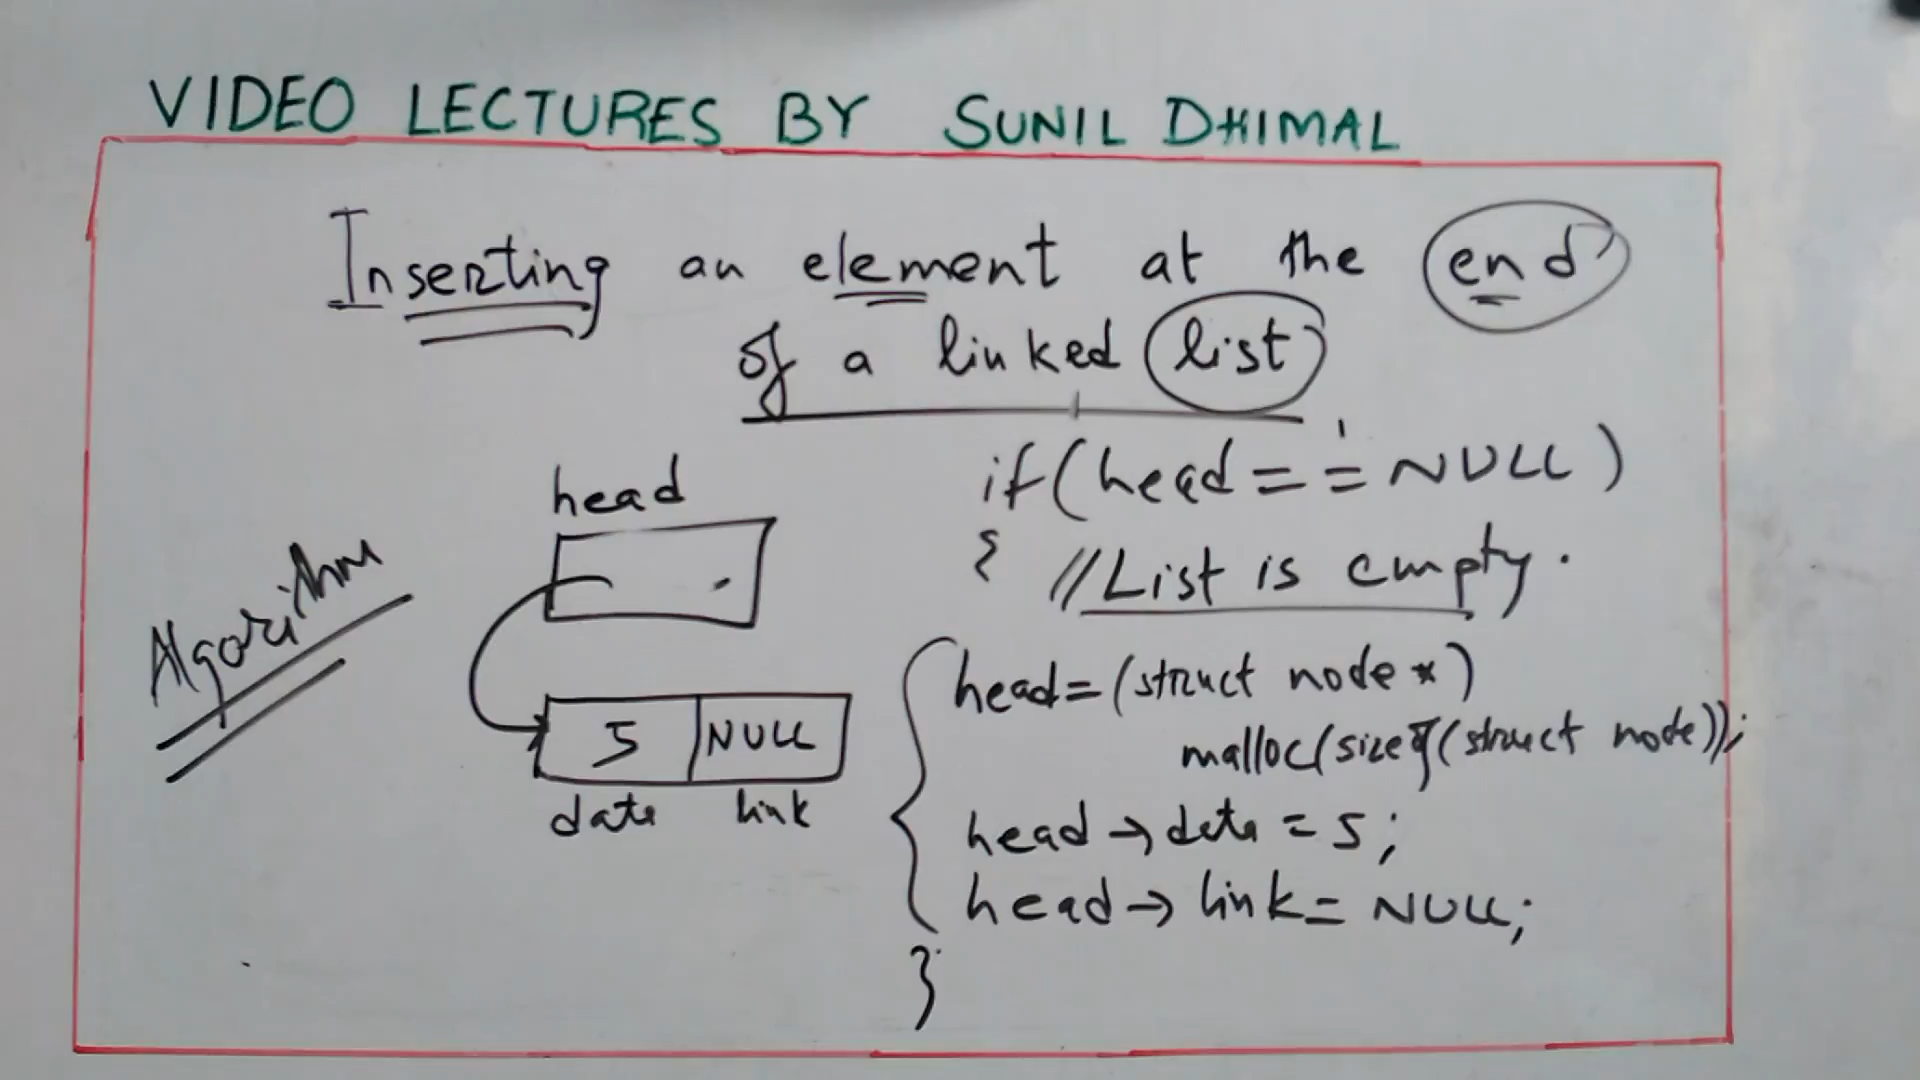 VIDEO LECTURES BY SUNIL DHIMAL
Inserting an element at the end
of a linked list
head
if(head==NULL)
{ //List is empty.
Algorithm
head=(struct node *)
malloc(sizeof(struct node));
5 NULL
data link
head→data = 5;
head→link= NULL;
}